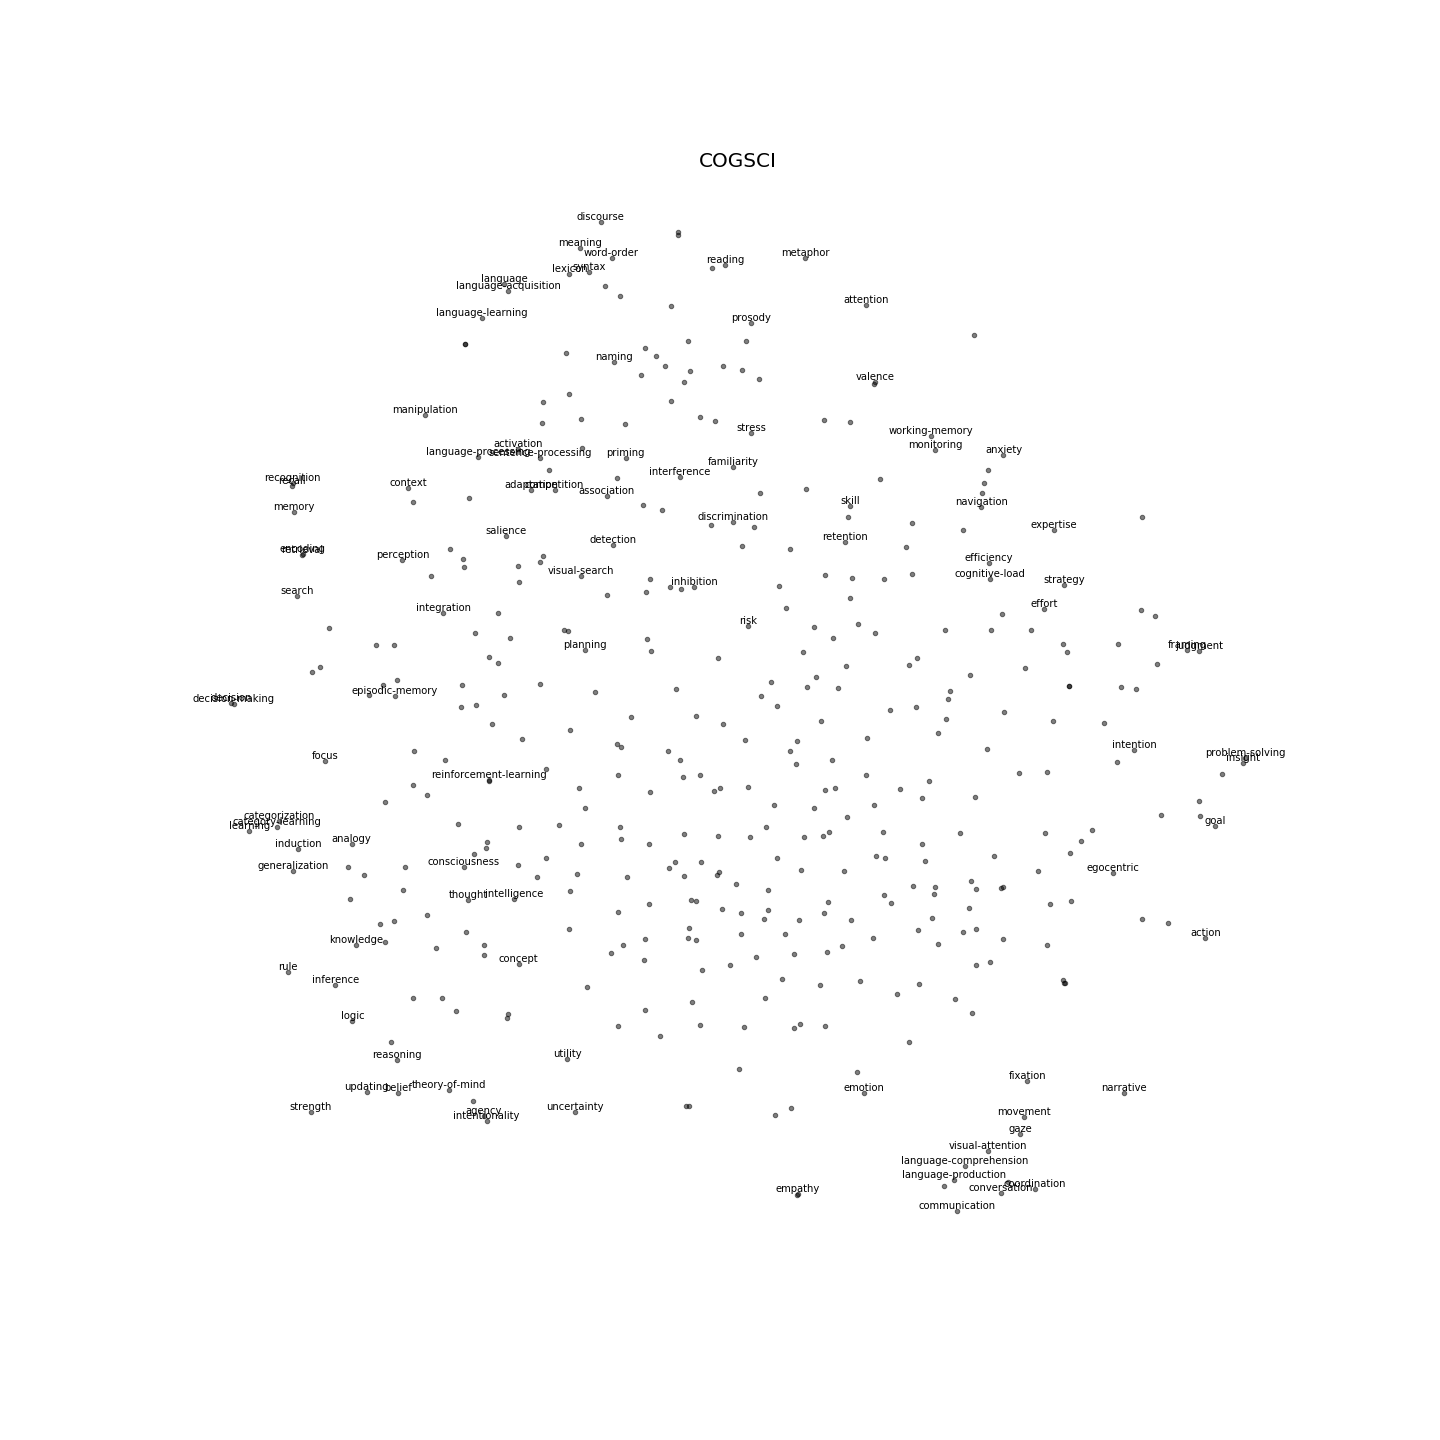 COGSCI
discourse
meaning
word-order
metaphor
reading
lexicon
syntax
language
language-acquisition
attention
language-learning
prosody
naming
valence
manipulation
stress
working-memory
activation
monitoring
language-processing
sentence-processing
priming
anxiety
familiarity
interference
recognition
recall
context
adaptation
competition
association
skill
navigation
memory
discrimination
expertise
salience
detection
retention
encoding
retrieval
perception
efficiency
visual-search
cognitive-load
inhibition
strategy
search
integration
effort
risk
planning
framing
judgment
episodic-memory
decision
decision-making
intention
focus
problem-solving
insight
reinforcement-learning
categorization
category-learning
goal
learning
analogy
induction
consciousness
generalization
egocentric
thought
intelligence
knowledge
action
concept
rule
inference
logic
reasoning
utility
fixation
updating
belief
theory-of-mind
emotion
narrative
strength
agency
intentionality
uncertainty
movement
gaze
visual-attention
language-comprehension
language-production
empathy
conversation
coordination
communication